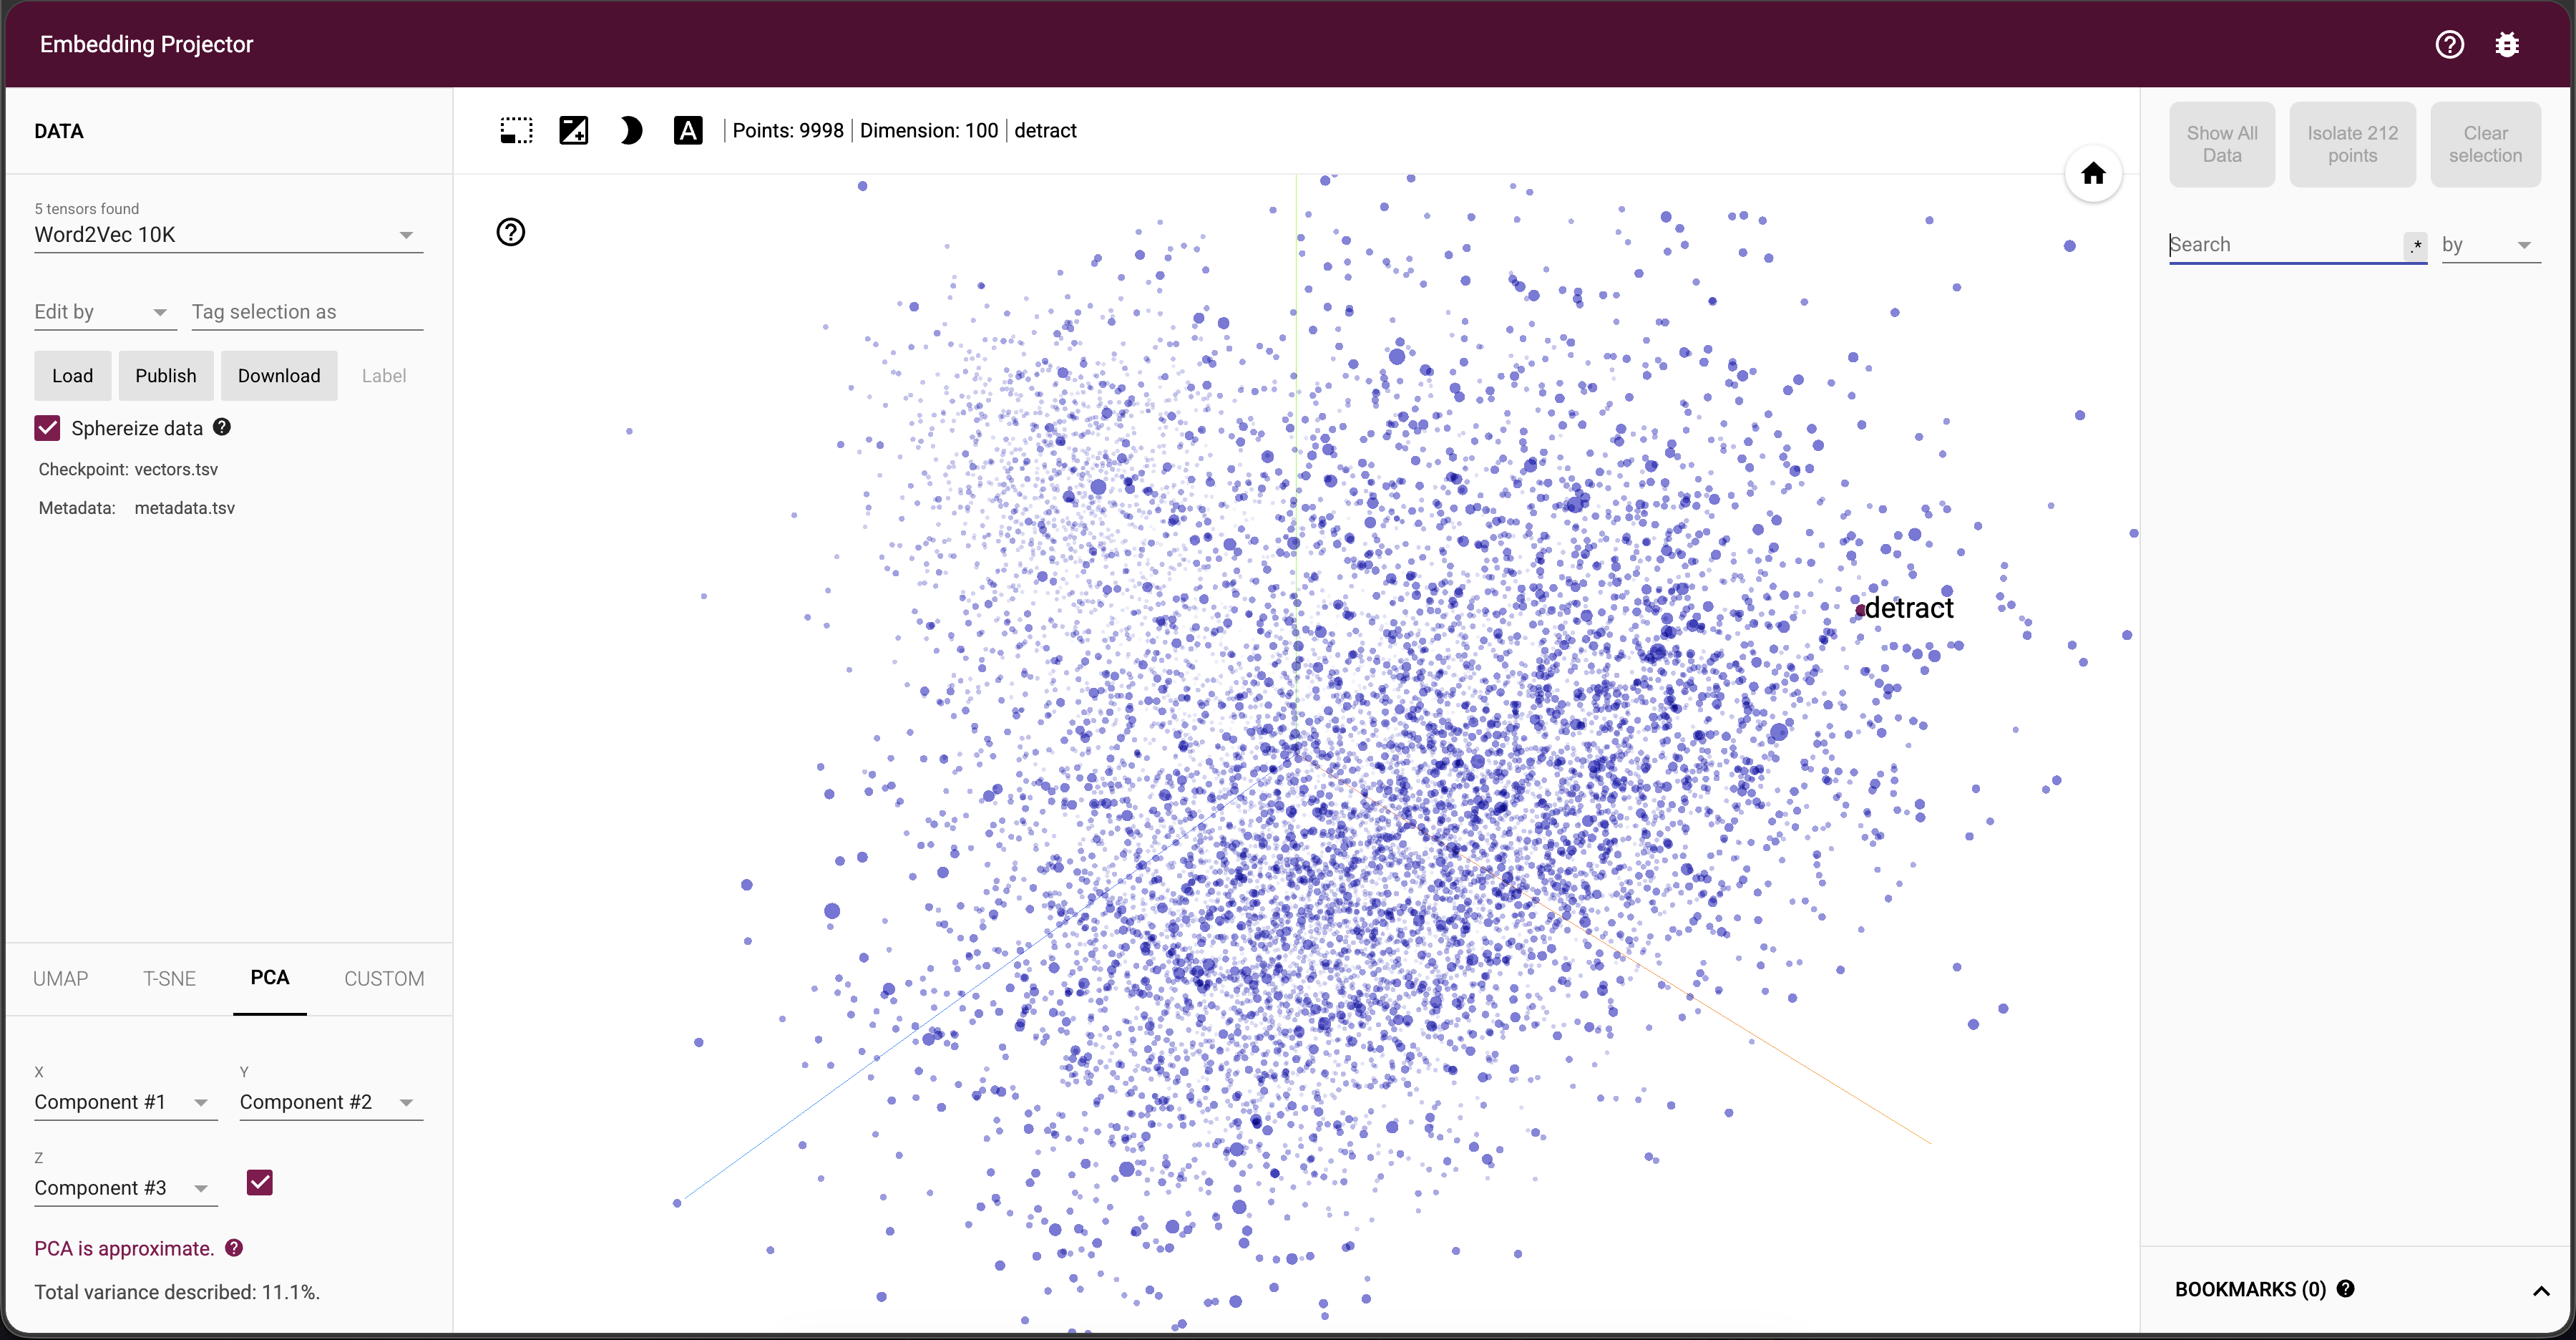 Embedding Projector
DATA
5 tensors found
Word2Vec 10K
Edit by
Tag selection as
Load
Publish
Download
Label
Sphereize data
Checkpoint: vectors.tsv
Metadata: metadata.tsv
UMAP
T-SNE
PCA
CUSTOM
X
Component #1
Y
Component #2
Z
Component #3
PCA is approximate.
Total variance described: 11.1%.
A
Points: 9998 | Dimension: 100 | detract
detract
Show All
Data
Isolate 212
points
Clear
selection
Search
.*
by
BOOKMARKS (0)